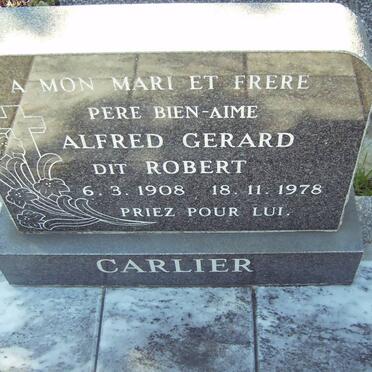 A MON MARI ET FRERE
PERE BIEN-AIME
ALFRED GERARD
DIT ROBERT
6.3.1908 18.11.1978
PRIEZ POUR LUI.
CARLIER